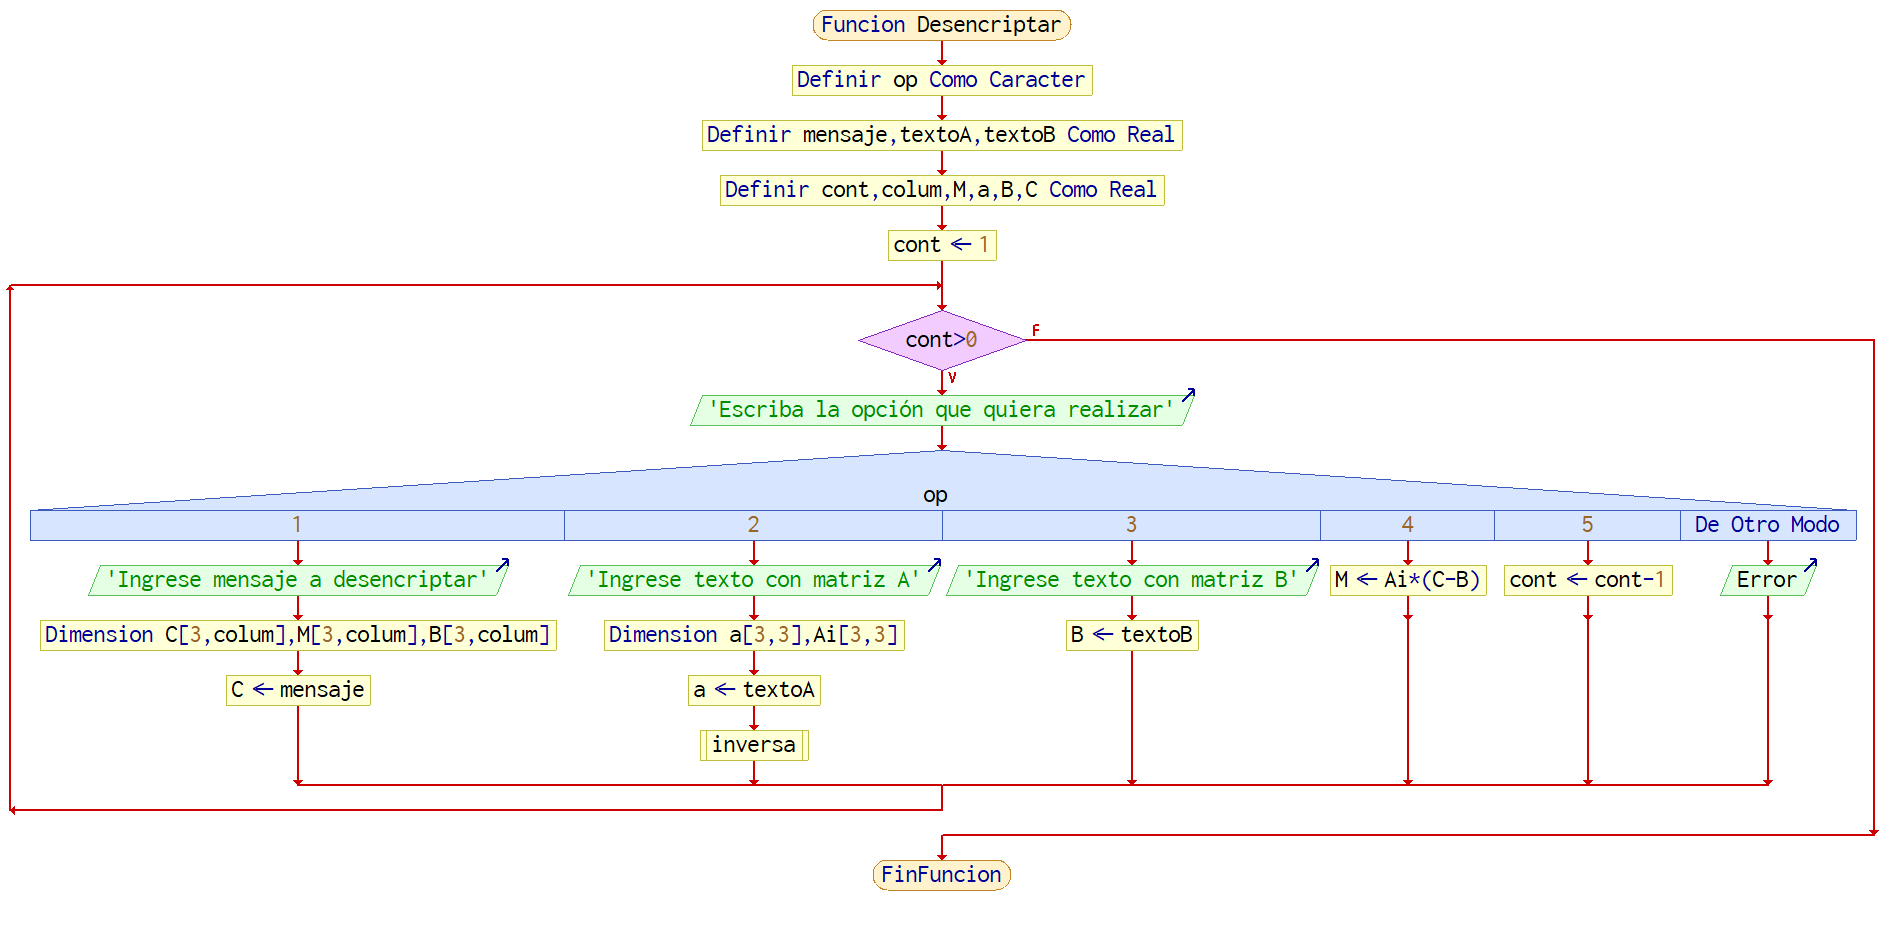 Funcion Desencriptar
Definir op Como Caracter
Definir mensaje,textoA,textoB Como Real
Definir cont,colum,M,a,B,C Como Real
cont ← 1
cont>0
F
V
'Escriba la opción que quiera realizar'
op
1
2
3
4
5
De Otro Modo
'Ingrese mensaje a desencriptar'
'Ingrese texto con matriz A'
'Ingrese texto con matriz B'
M ← Ai*(C-B)
cont ← cont-1
Error
Dimension C[3,colum],M[3,colum],B[3,colum]
Dimension a[3,3],Ai[3,3]
B ← textoB
C ← mensaje
a ← textoA
inversa
FinFuncion